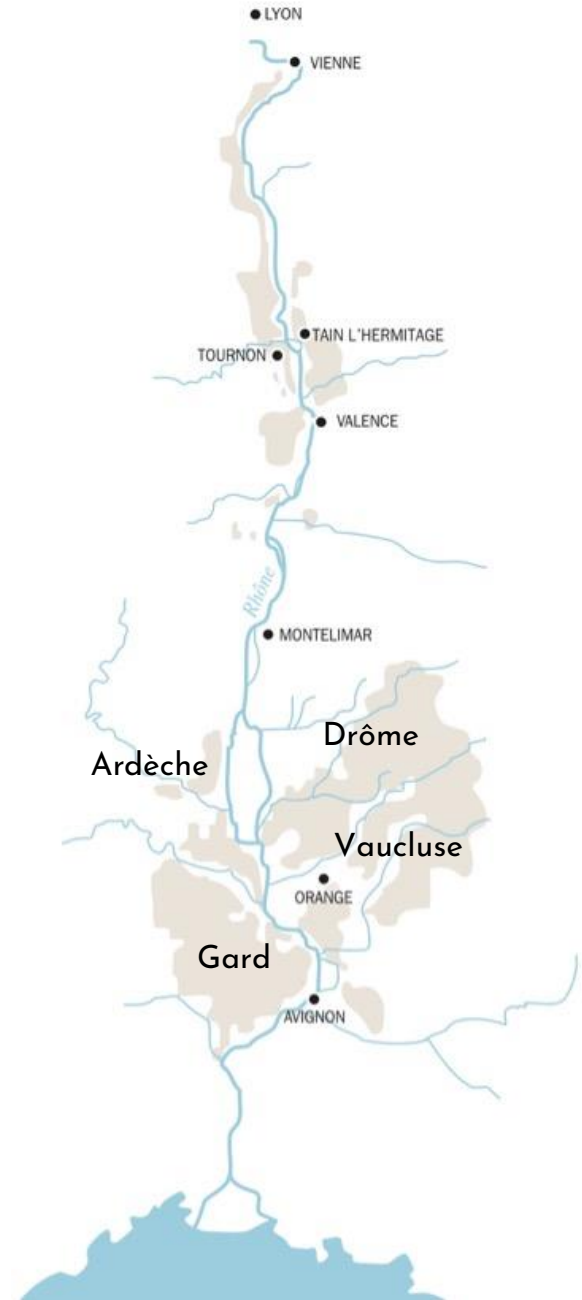 LYON
VIENNE
TAIN L'HERMITAGE
TOURNON
VALENCE
Rhône
MONTELIMAR
Drôme
Ardèche
Vaucluse
ORANGE
Gard
AVIGNON